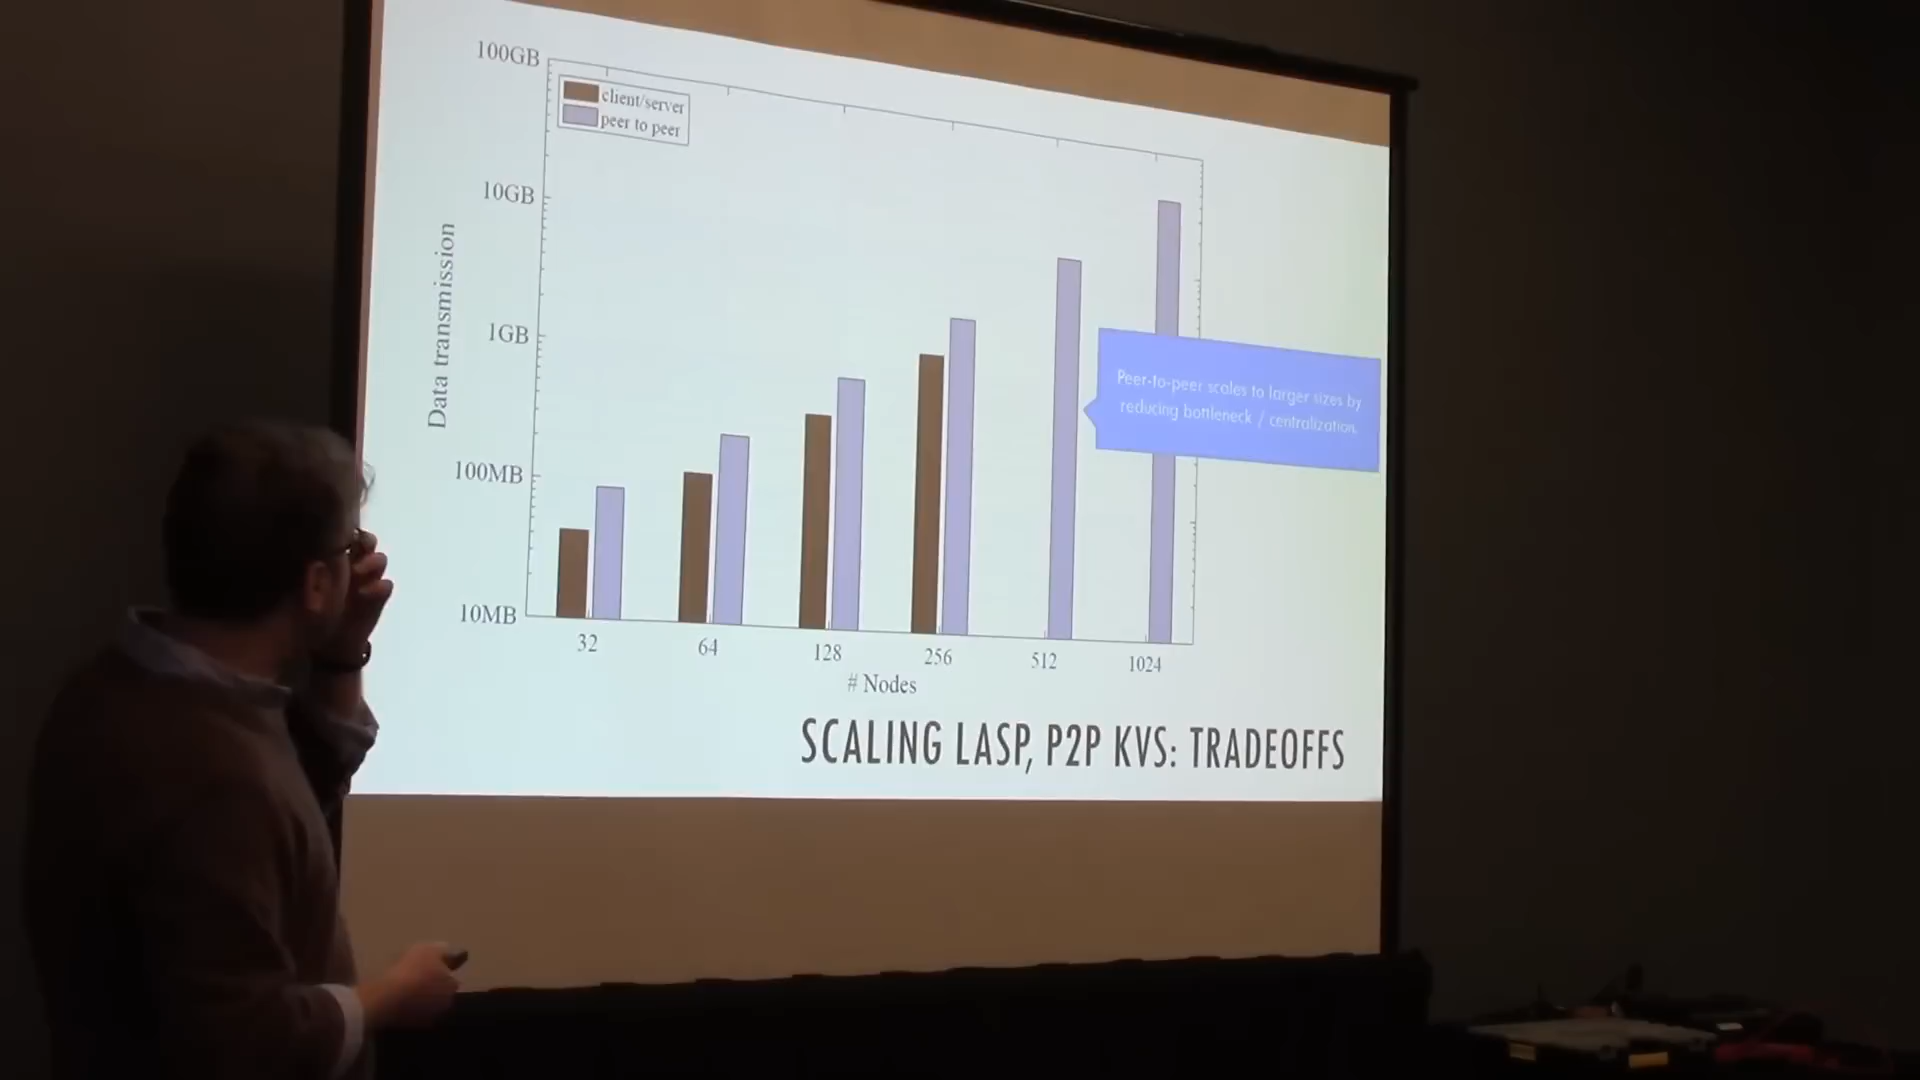 100GB
client/server
peer to peer
10GB
1GB
100MB
10MB
Data transmission
32 64 128 256 512 1024
# Nodes
Peer-to-peer scales to larger sizes by
reducing bottleneck / centralization.
SCALING LASP, P2P KVS: TRADEOFFS